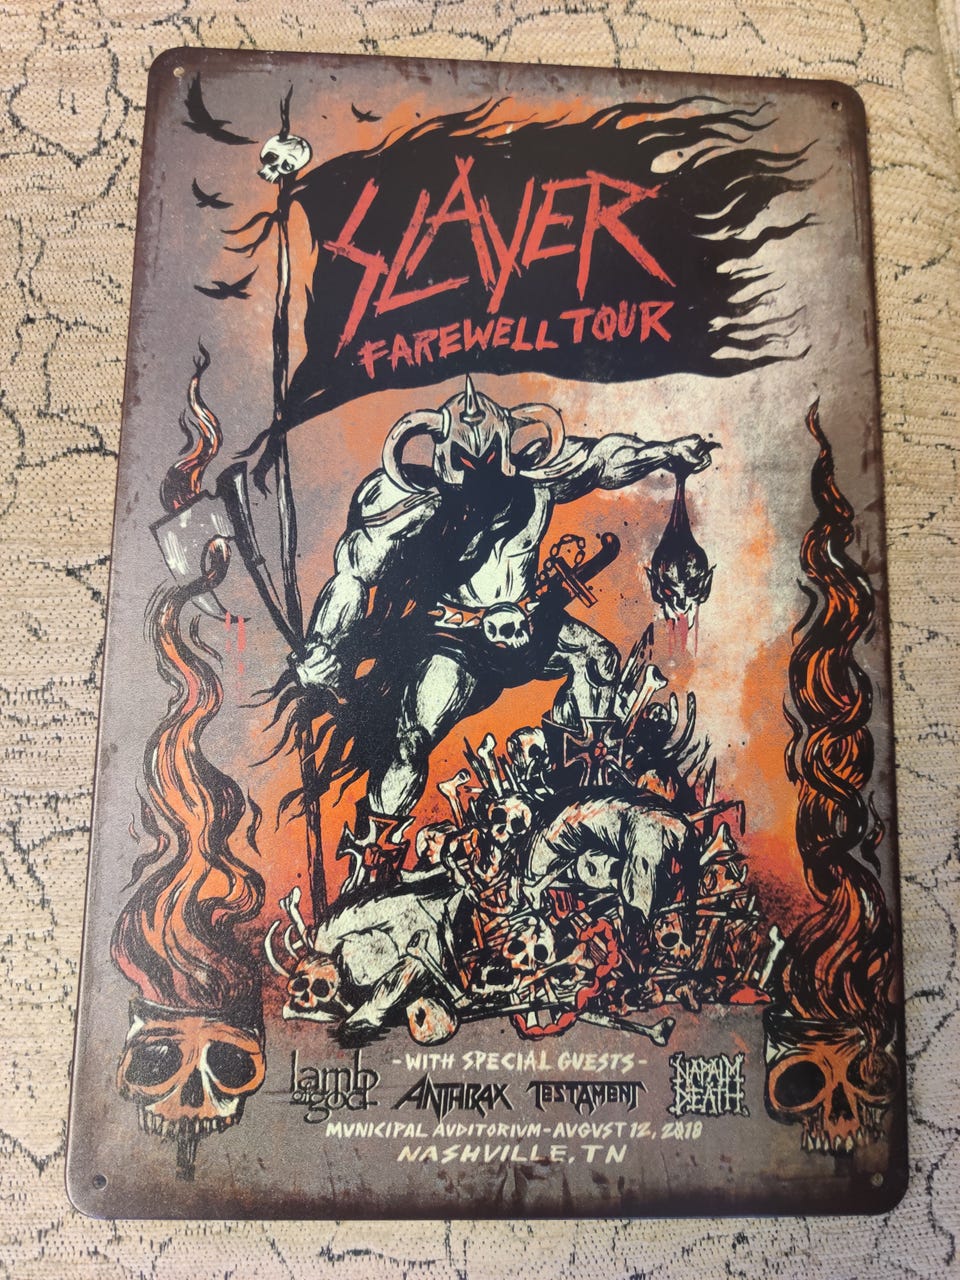 SLAYER
FAREWELL TOUR
-WITH SPECIAL GUESTS-
lamb of god
ANTHRAX TESTAMENT
NAPALM DEATH
MUNICIPAL AUDITORIUM-AUGUST 12, 2018
NASHVILLE, TN